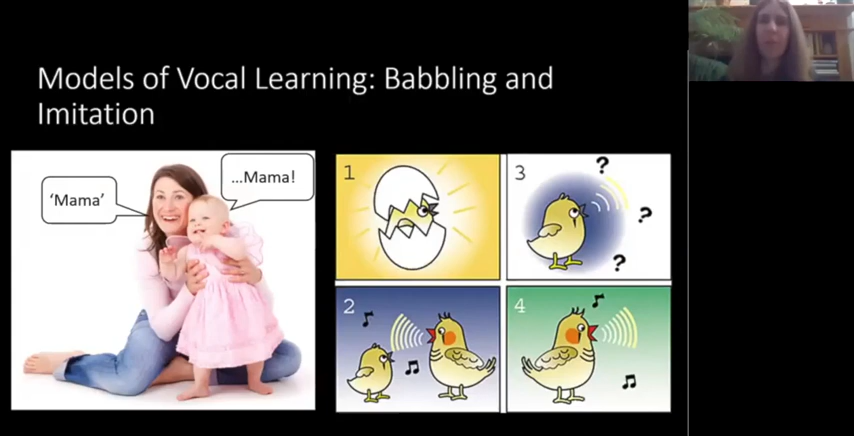 Models of Vocal Learning: Babbling and
Imitation
‘Mama’
...Mama!
1
3
?
?
?
2
4